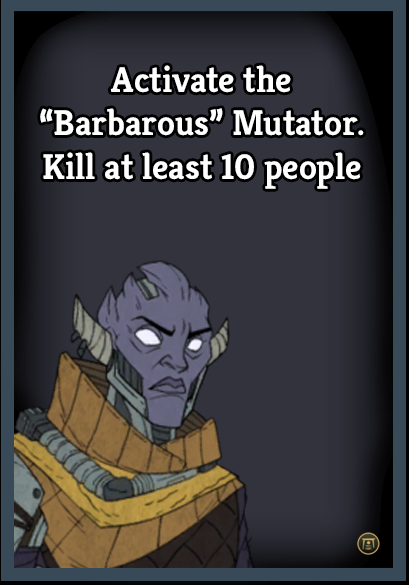 Activate the
“Barbarous” Mutator.
Kill at least 10 people